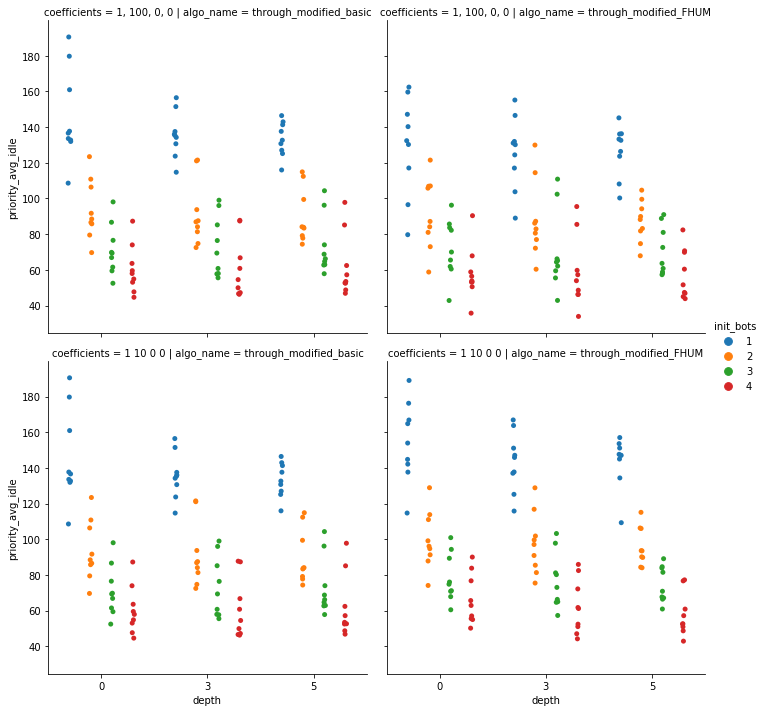 coefficients = 1, 100, 0, 0 | algo_name = through_modified_basic
coefficients = 1, 100, 0, 0 | algo_name = through_modified_FHUM
180
160
140
120
100
80
60
40
priority_avg_idle
coefficients = 1 10 0 0 | algo_name = through_modified_basic
coefficients = 1 10 0 0 | algo_name = through_modified_FHUM
180
160
140
120
100
80
60
40
priority_avg_idle
0
3
5
depth
0
3
5
depth
init_bots
1
2
3
4